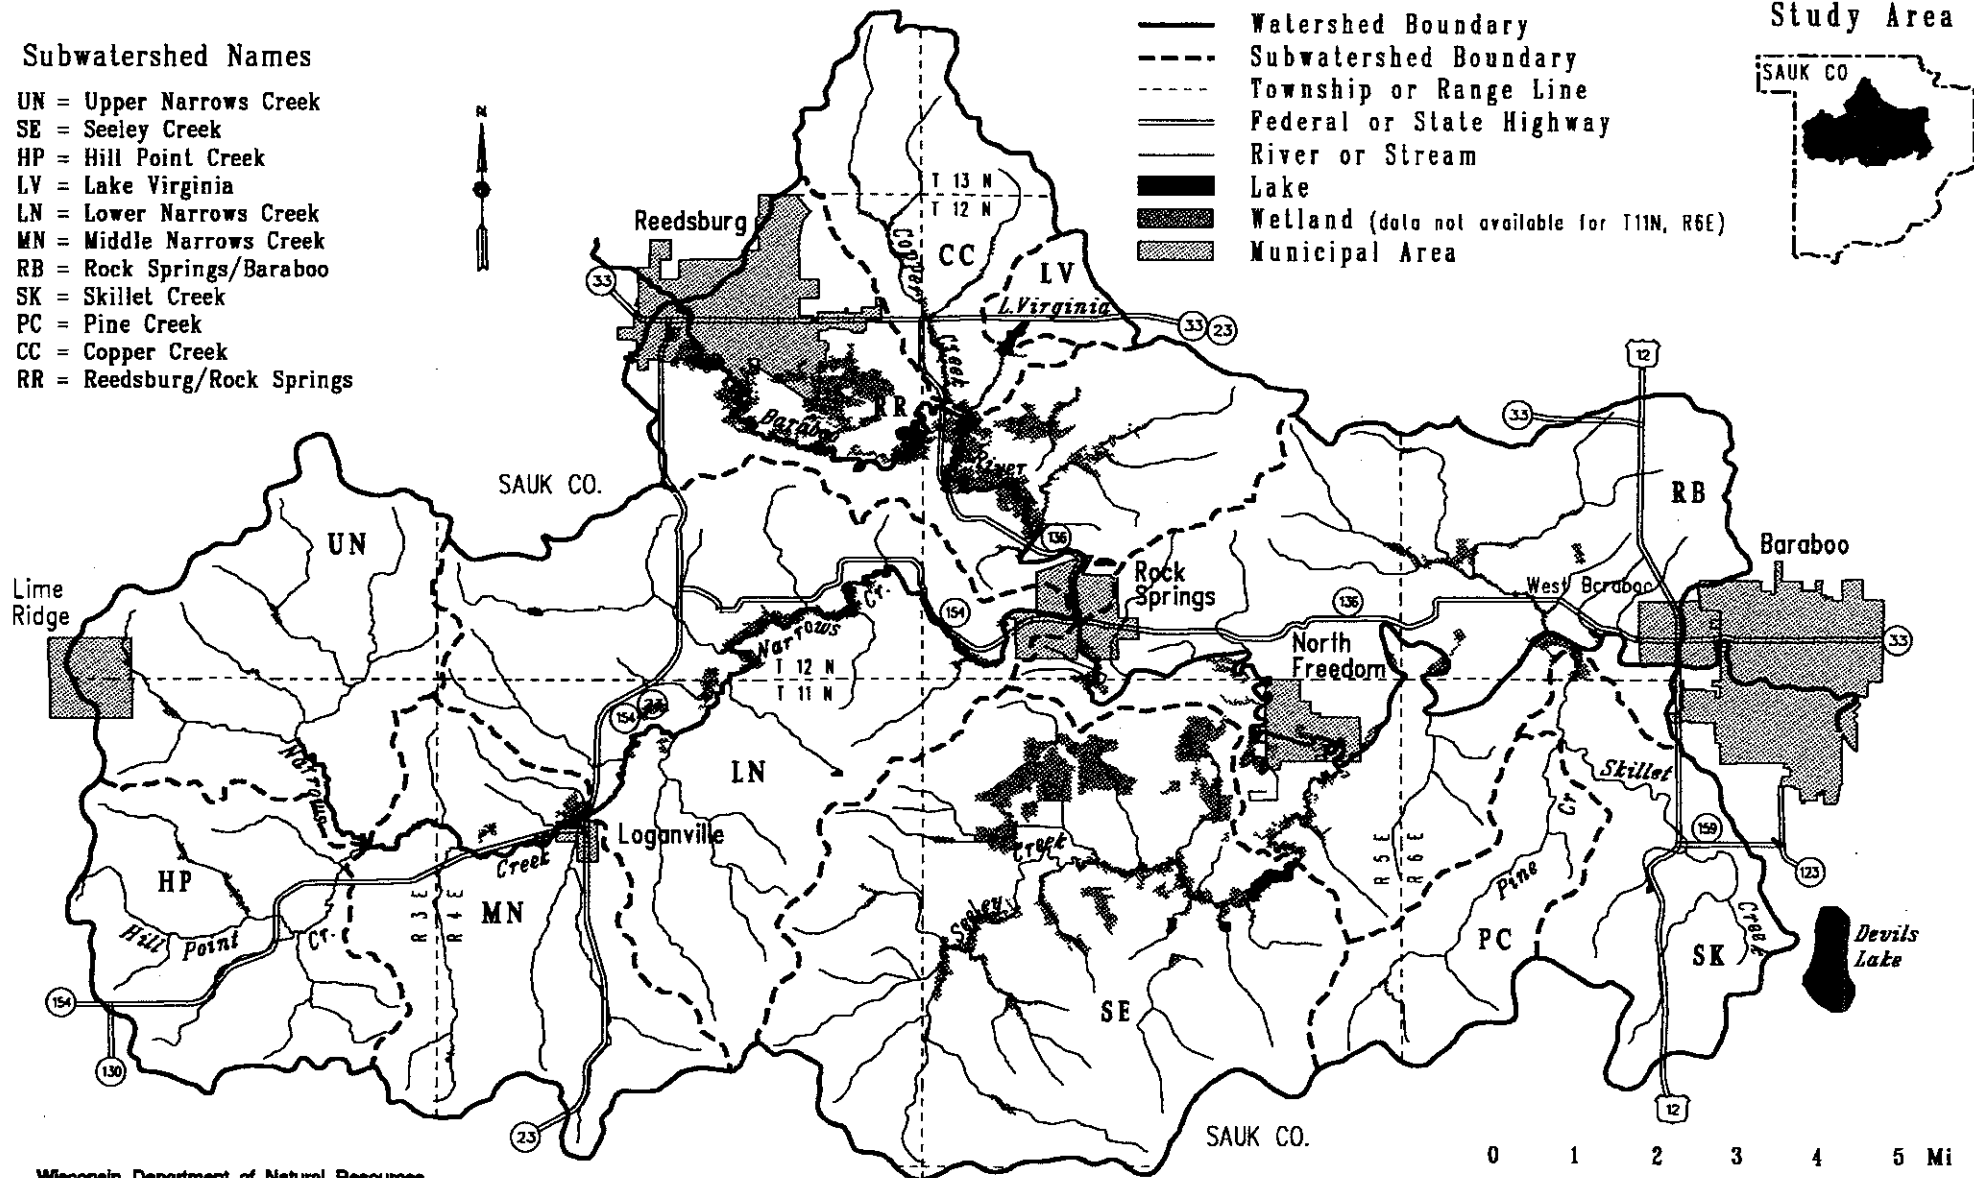 Subwatershed Names
UN = Upper Narrows Creek
SE = Seeley Creek
HP = Hill Point Creek
LV = Lake Virginia
LN = Lower Narrows Creek
MN = Middle Narrows Creek
RB = Rock Springs/Baraboo
SK = Skillet Creek
PC = Pine Creek
CC = Copper Creek
RR = Reedsburg/Rock Springs
Watershed Boundary
Subwatershed Boundary
Township or Range Line
Federal or State Highway
River or Stream
Lake
Wetland (data not available for T11N, R6E)
Municipal Area
Study Area
SAUK CO
N
T 13 N
T 12 N
Reedsburg
Copper
CC
LV
L.Virginia
33
33
23
Creek
12
RR
Baraboo
33
River
SAUK CO.
RB
UN
136
Baraboo
Lime
Ridge
Rock
Springs
West Baraboo
Cr.
154
136
Narrows
North
Freedom
33
T 12 N
T 11 N
154
23
Narrows
LN
Skillet
Cr
Loganville
159
Creek
Creek
R 5 E
R 6 E
HP
Pine
123
MN
R 3 E
R 4 E
Seeley
Hill Point Cr.
PC
Creek
SK
Devils
Lake
154
SE
130
23
12
SAUK CO.
0 1 2 3 4 5 Mi
Wisconsin Department of Natural Resources